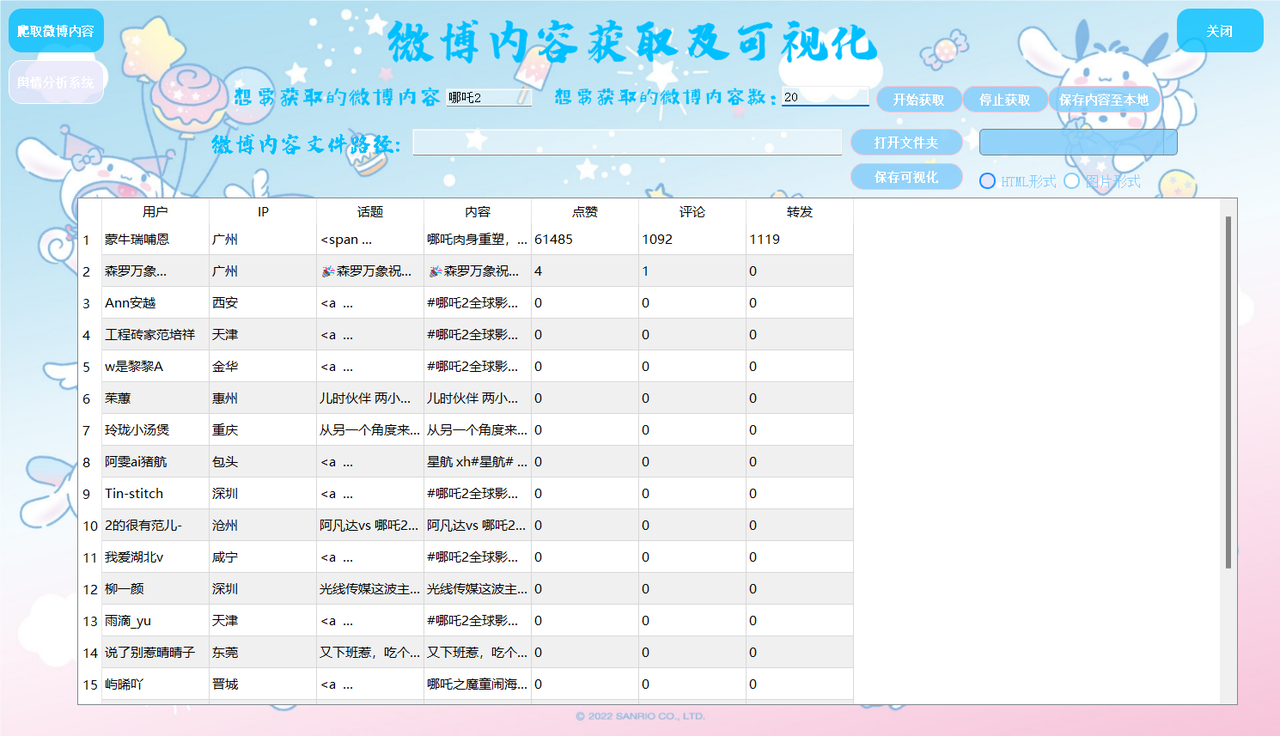 爬取微博内容
微博内容获取及可视化
关闭
舆情分析系统
想要获取的微博内容 哪吒2 想要获取的微博内容数: 20 开始获取 停止获取 保存内容至本地
微博内容文件路径: 打开文件夹
保存可视化 HTML形式 图片形式
用户 IP 话题 内容 点赞 评论 转发
1 蒙牛瑞哺恩 广州 <span ... 哪吒肉身重塑，... 61485 1092 1119
2 森罗万象... 广州 🎉森罗万象祝... 🎉森罗万象祝... 4 1 0
3 Ann安越 西安 <a ... #哪吒2全球影... 0 0 0
4 工程砖家范培祥 天津 <a ... #哪吒2全球影... 0 0 0
5 w是黎黎A 金华 <a ... #哪吒2全球影... 0 0 0
6 茱蕙 惠州 儿时伙伴 两小... 儿时伙伴 两小... 0 0 0
7 玲珑小汤煲 重庆 从另一个角度来... 从另一个角度来... 0 0 0
8 阿雯ai猪航 包头 <a ... 星航 xh#星航# ... 0 0 0
9 Tin-stitch 深圳 <a ... #哪吒2全球影... 0 0 0
10 2的很有范儿- 沧州 阿凡达vs 哪吒2... 阿凡达vs 哪吒2... 0 0 0
11 我爱湖北v 咸宁 <a ... #哪吒2全球影... 0 0 0
12 柳一颜 深圳 光线传媒这波主... 光线传媒这波主... 0 0 0
13 雨滴_yu 天津 <a ... #哪吒2全球影... 0 0 0
14 说了别惹晴晴子 东莞 又下班惹，吃个... 又下班惹，吃个... 0 0 0
15 屿晞吖 晋城 <a ... 哪吒之魔童闹海... 0 0 0
© 2022 SANRIO CO., LTD.